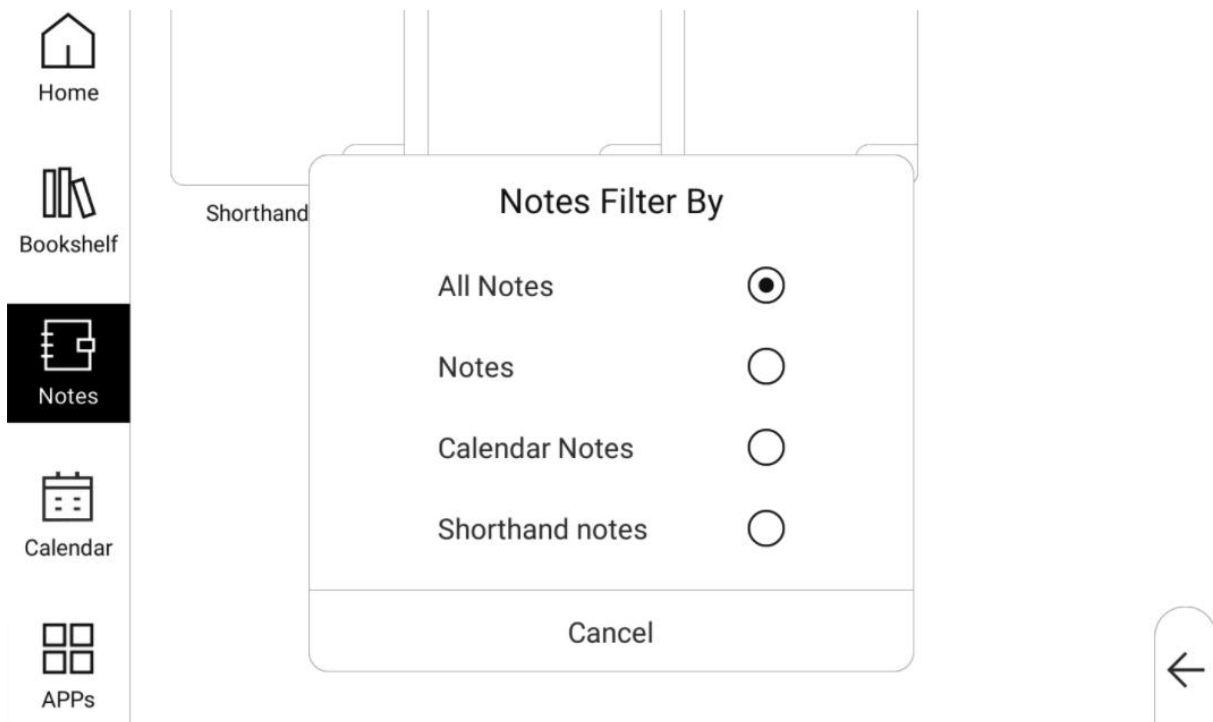 Home
Bookshelf
Notes
Calendar
APPs
Shorthand
Notes Filter By
All Notes
Notes
Calendar Notes
Shorthand notes
Cancel